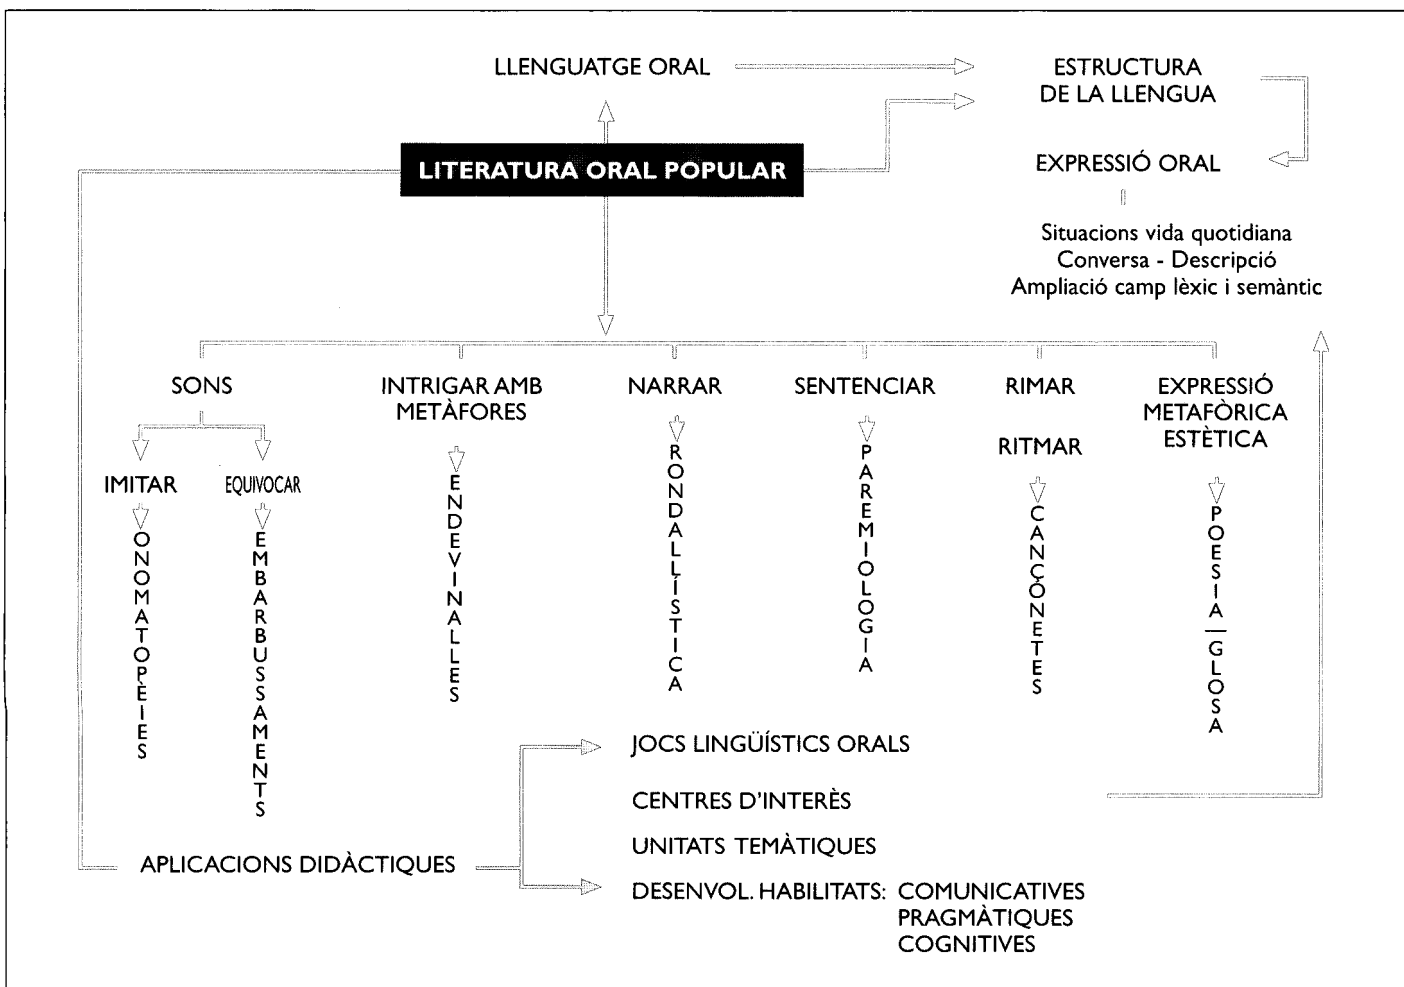 LLENGUATGE ORAL
ESTRUCTURA
DE LA LLENGUA
LITERATURA ORAL POPULAR
EXPRESSIÓ ORAL
Situacions vida quotidiana
Conversa - Descripció
Ampliació camp lèxic i semàntic
SONS
IMITAR
ONOMATOPÈIES
EQUIVOCAR
EMBARBUSSAMENTS
INTRIGAR AMB
METÀFORES
ENDEVINALLES
NARRAR
RONDALLÍSTICA
SENTENCIAR
PAREMIOLOGIA
RIMAR
RITMAR
CANÇONETES
EXPRESSIÓ
METAFÒRICA
ESTÈTICA
POESIA | GLOSA
APLICACIONS DIDÀCTIQUES
JOCS LINGÜÍSTICS ORALS
CENTRES D'INTERÈS
UNITATS TEMÀTIQUES
DESENVOL. HABILITATS: COMUNICATIVES
PRAGMÀTIQUES
COGNITIVES